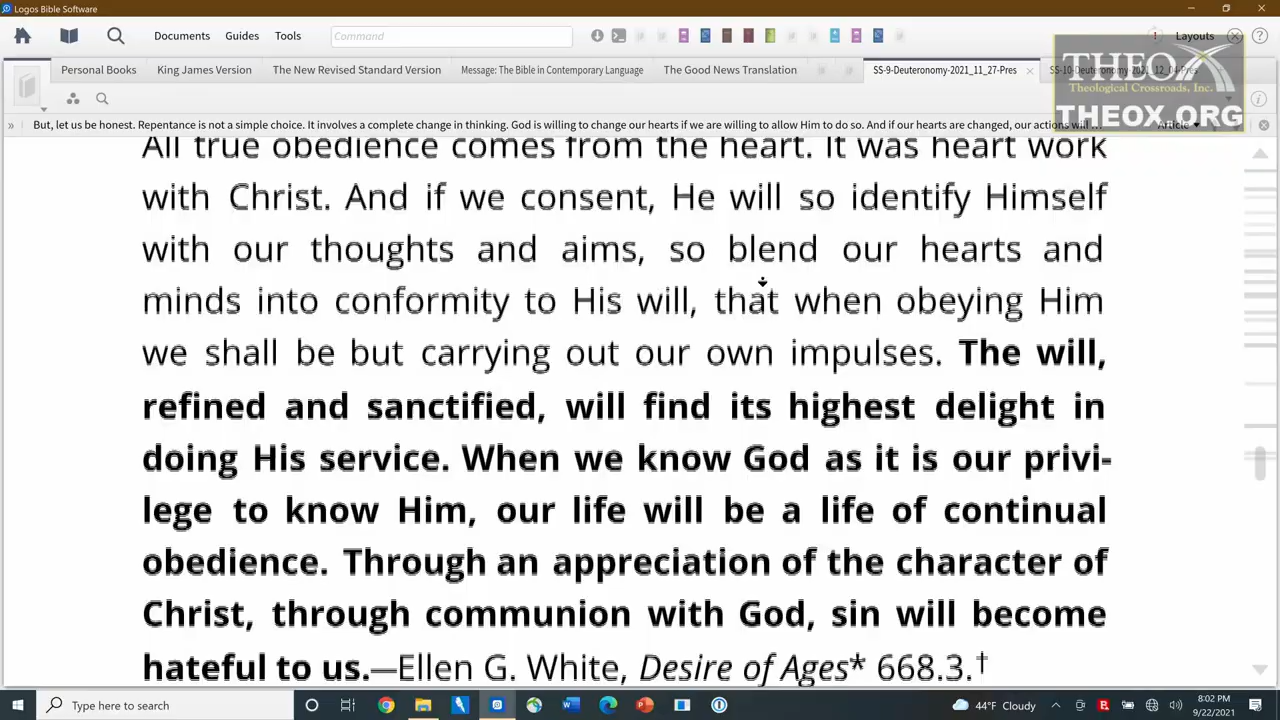 Logos Bible Software
Documents Guides Tools Command Layouts
Personal Books King James Version The New Revised essage: The Bible in Contemporary Language The Good News Translation SS-9-Deuteronomy-2021_11_27-Pres SS-10-Deuteronomy-2021_12_04-Pres
THEOX
Theological Crossroads, Inc.
THEOX.ORG
But, let us be honest. Repentance is not a simple choice. It involves a complete change in thinking. God is willing to change our hearts if we are willing to allow Him to do so. And if our hearts are changed, our actions will ... Article
All true obedience comes from the heart. It was heart work
with Christ. And if we consent, He will so identify Himself
with our thoughts and aims, so blend our hearts and
minds into conformity to His will, that when obeying Him
we shall be but carrying out our own impulses. The will,
refined and sanctified, will find its highest delight in
doing His service. When we know God as it is our privi-
lege to know Him, our life will be a life of continual
obedience. Through an appreciation of the character of
Christ, through communion with God, sin will become
hateful to us.—Ellen G. White, Desire of Ages* 668.3.†
Type here to search
44°F Cloudy
8:02 PM
9/22/2021